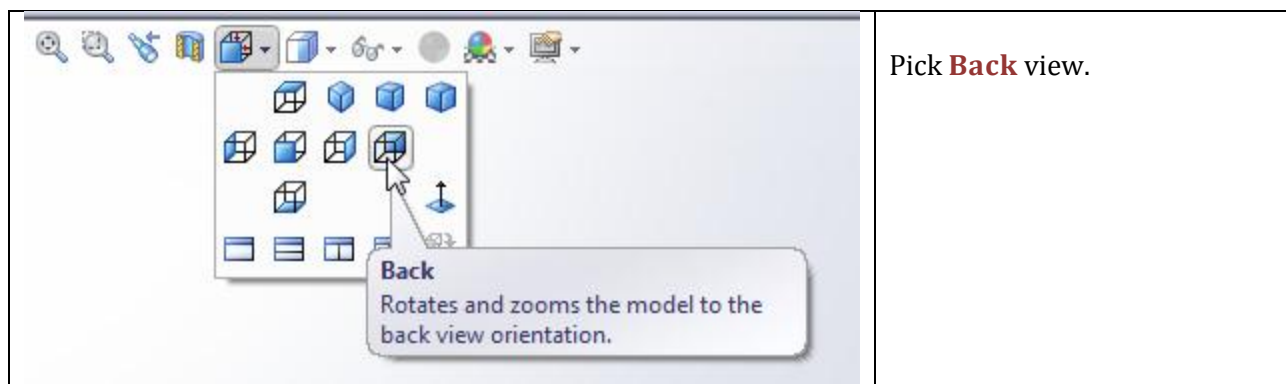 Pick Back view.
Back
Rotates and zooms the model to the
back view orientation.